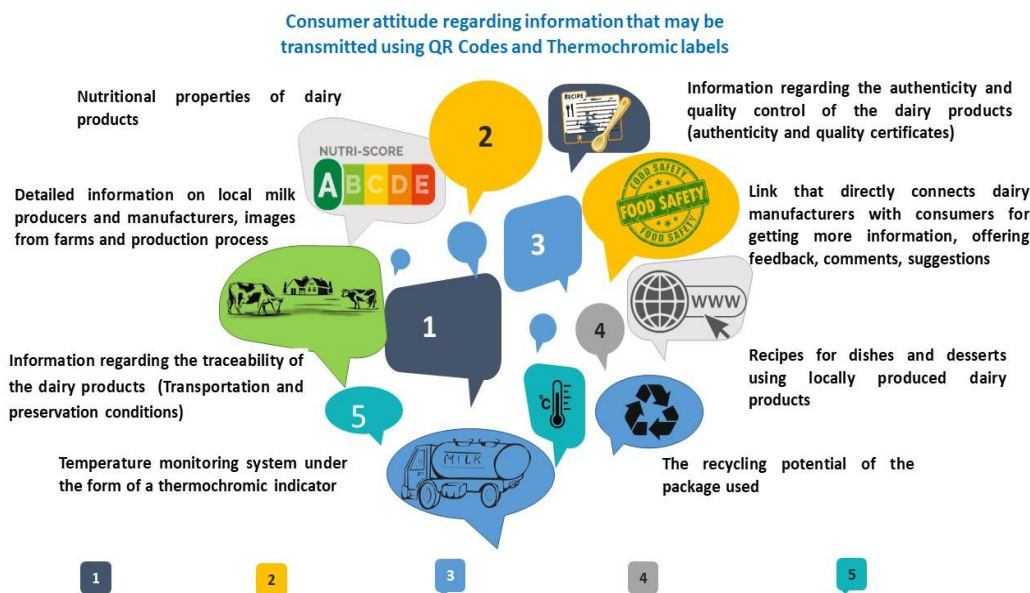 Consumer attitude regarding information that may be
transmitted using QR Codes and Thermochromic labels
Nutritional properties of dairy
products
Detailed information on local milk
producers and manufacturers, images
from farms and production process
Information regarding the traceability of
the dairy products (Transportation and
preservation conditions)
Temperature monitoring system under
the form of a thermochromic indicator
NUTRI-SCORE
A B C D E
2
RECIPE
3
FOOD SAFETY
FOOD SAFETY
FOOD SAFETY
1
4
WWW
5
°C
MILK
Information regarding the authenticity and
quality control of the dairy products
(authenticity and quality certificates)
Link that directly connects dairy
manufacturers with consumers for
getting more information, offering
feedback, comments, suggestions
Recipes for dishes and desserts
using locally produced dairy
products
The recycling potential of the
package used
1
2
3
4
5